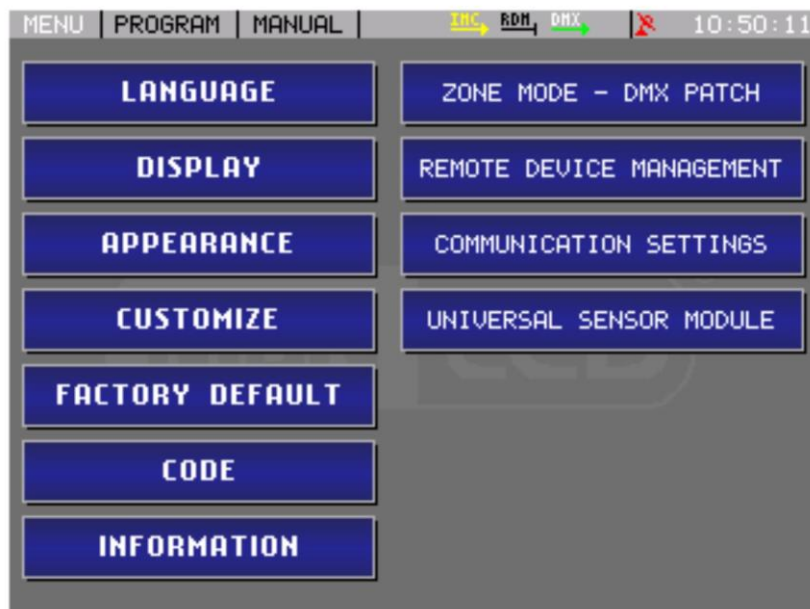 MENU | PROGRAM | MANUAL | IMC RDM DMX 10:50:11
LANGUAGE
DISPLAY
APPEARANCE
CUSTOMIZE
FACTORY DEFAULT
CODE
INFORMATION
ZONE MODE - DMX PATCH
REMOTE DEVICE MANAGEMENT
COMMUNICATION SETTINGS
UNIVERSAL SENSOR MODULE